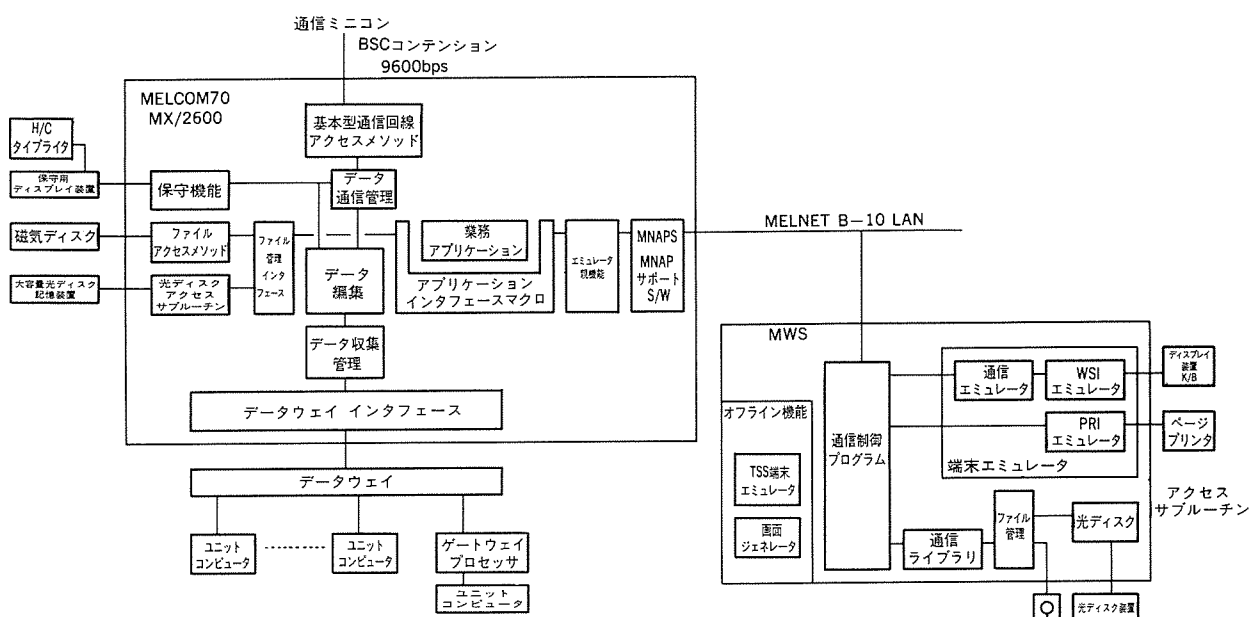 通信ミニコン
BSCコンテンション
9600bps
MELCOM70
MX/2600
H/C
タイプライタ
保守用
ディスプレイ装置
基本型通信回線
アクセスメソッド
保守機能
データ
通信管理
磁気ディスク
ファイル
アクセスメソッド
ファイル
管理
インタ
フェース
大容量光ディスク
記憶装置
光ディスク
アクセス
サブルーチン
データ
編集
業務
アプリケーション
アプリケーション
インタフェースマクロ
エミュレータ
親機能
MNAPS
MNAP
サポート
S/W
MELNET B-10 LAN
データ収集
管理
データウェイ インタフェース
データウェイ
ユニット
コンピュータ
ユニット
コンピュータ
ゲートウェイ
プロセッサ
ユニット
コンピュータ
MWS
オフライン機能
TSS端末
エミュレータ
画面
ジェネレータ
通信制御
プログラム
通信
エミュレータ
WSI
エミュレータ
PRI
エミュレータ
端末エミュレータ
ディスプレイ
装置
K/B
ページ
プリンタ
アクセス
サブルーチン
通信
ライブラリ
ファイル
管理
光ディスク
光ディスク装置